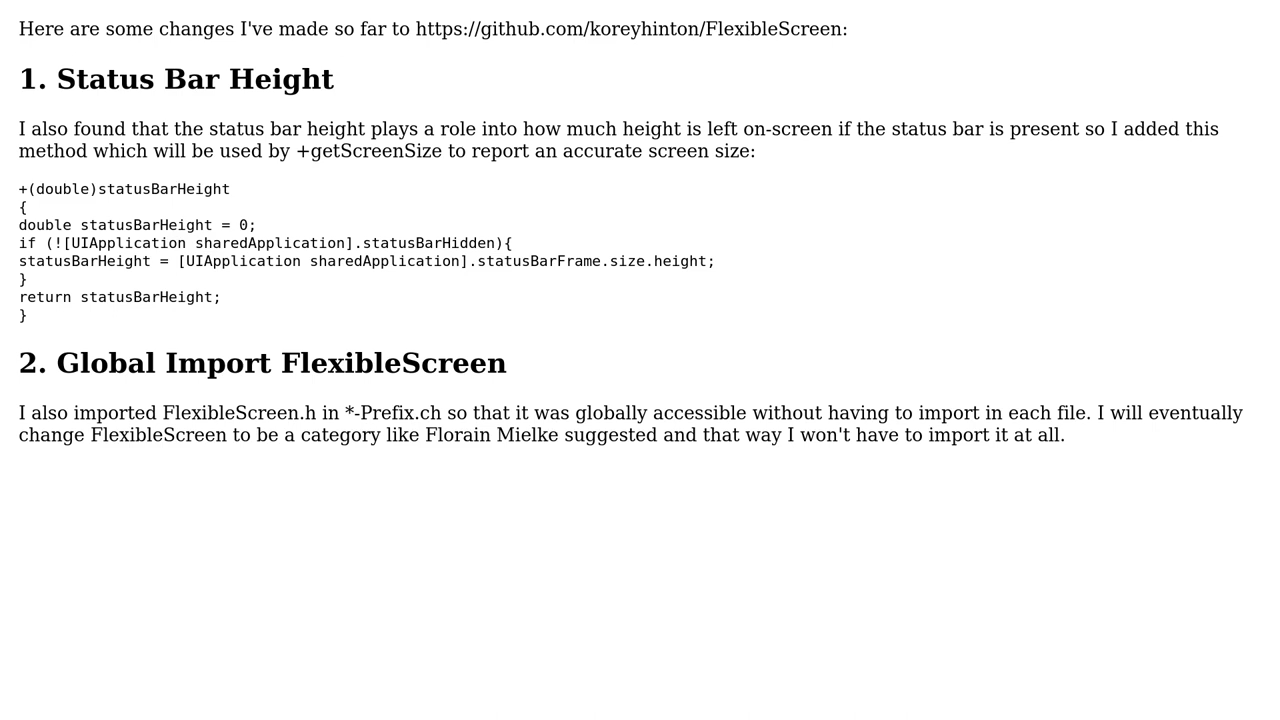 Here are some changes I've made so far to https://github.com/koreyhinton/FlexibleScreen:
1. Status Bar Height
I also found that the status bar height plays a role into how much height is left on-screen if the status bar is present so I added this
method which will be used by +getScreenSize to report an accurate screen size:
+(double)statusBarHeight
{
double statusBarHeight = 0;
if (![UIApplication sharedApplication].statusBarHidden){
statusBarHeight = [UIApplication sharedApplication].statusBarFrame.size.height;
}
return statusBarHeight;
}
2. Global Import FlexibleScreen
I also imported FlexibleScreen.h in *-Prefix.ch so that it was globally accessible without having to import in each file. I will eventually
change FlexibleScreen to be a category like Florain Mielke suggested and that way I won't have to import it at all.